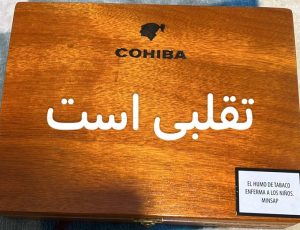 COHIBA
تقلبی است
EL HUMO DE TABACO
ENFERMA A LOS NIÑOS.
MINSAP